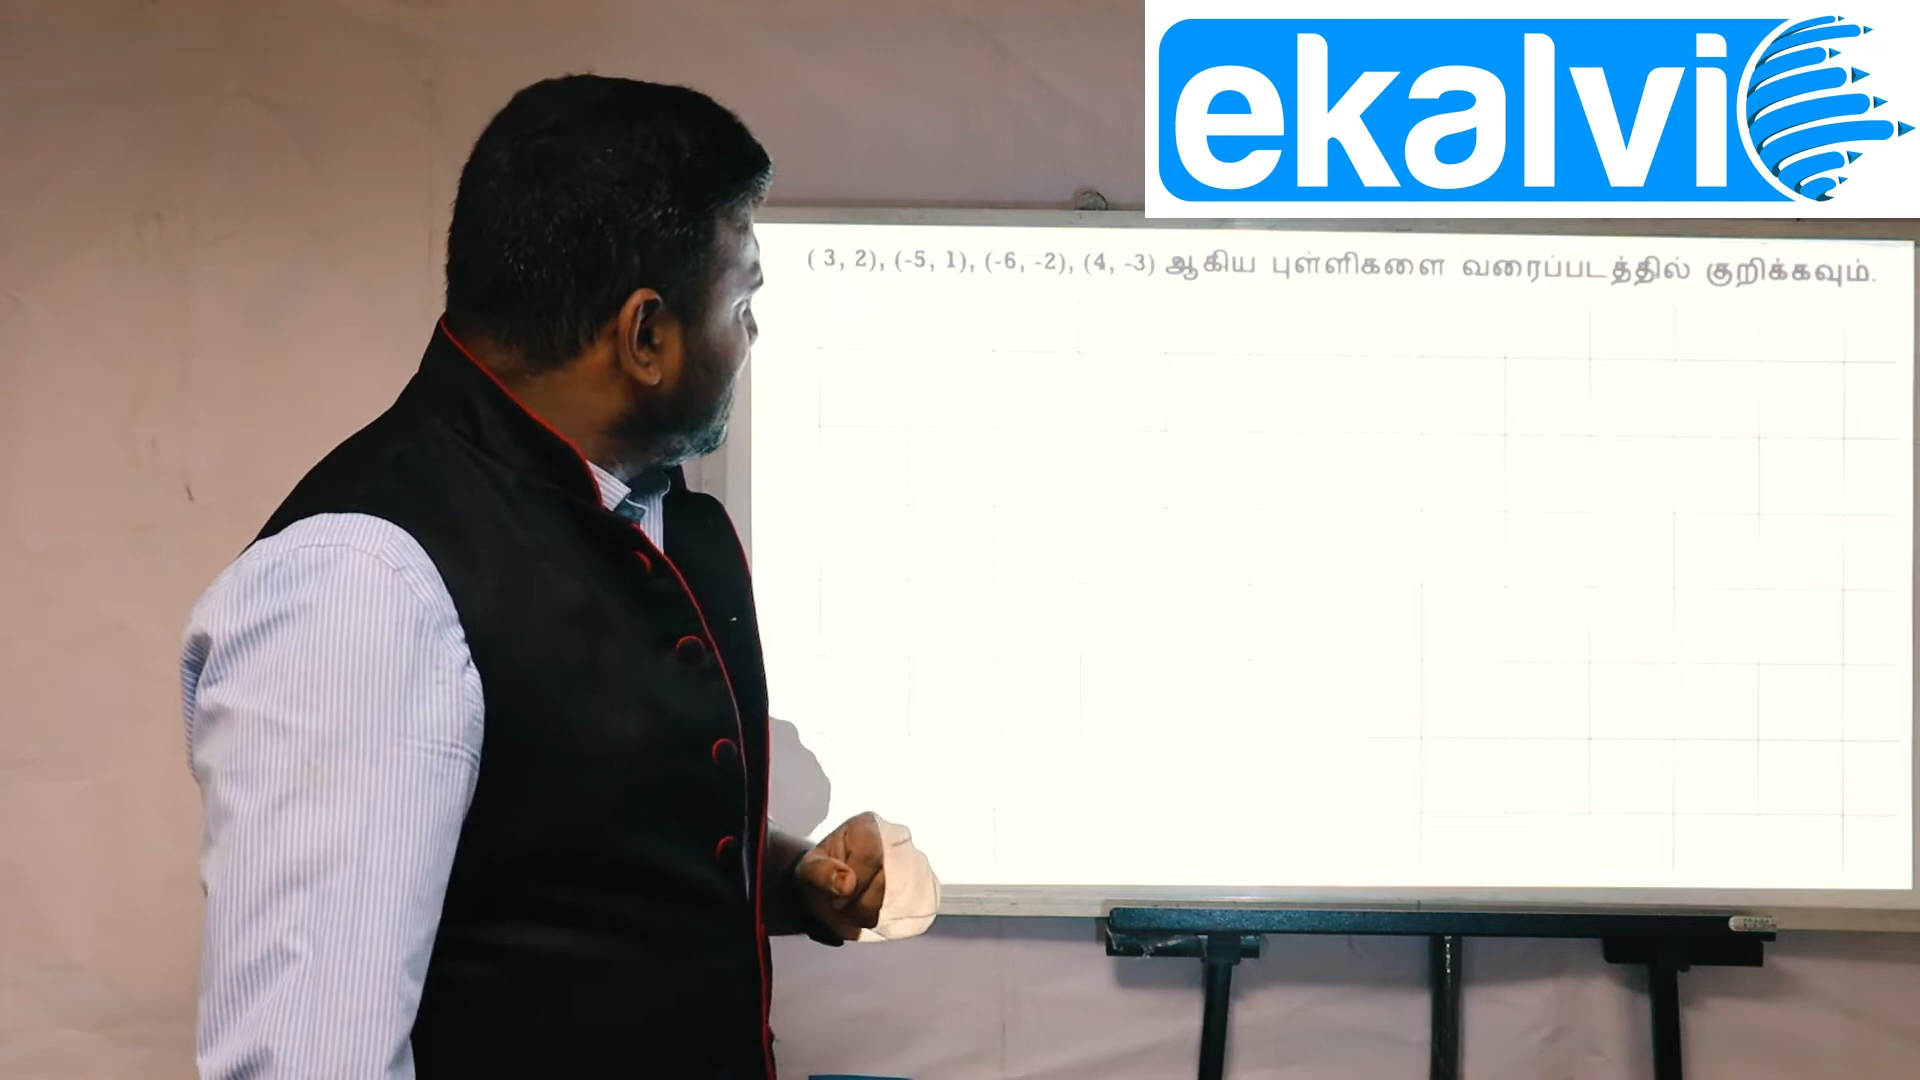 ekalvi
( 3, 2), (-5, 1), (-6, -2), (4, -3) ஆகிய புள்ளிகளை வரைப்படத்தில் குறிக்கவும்.